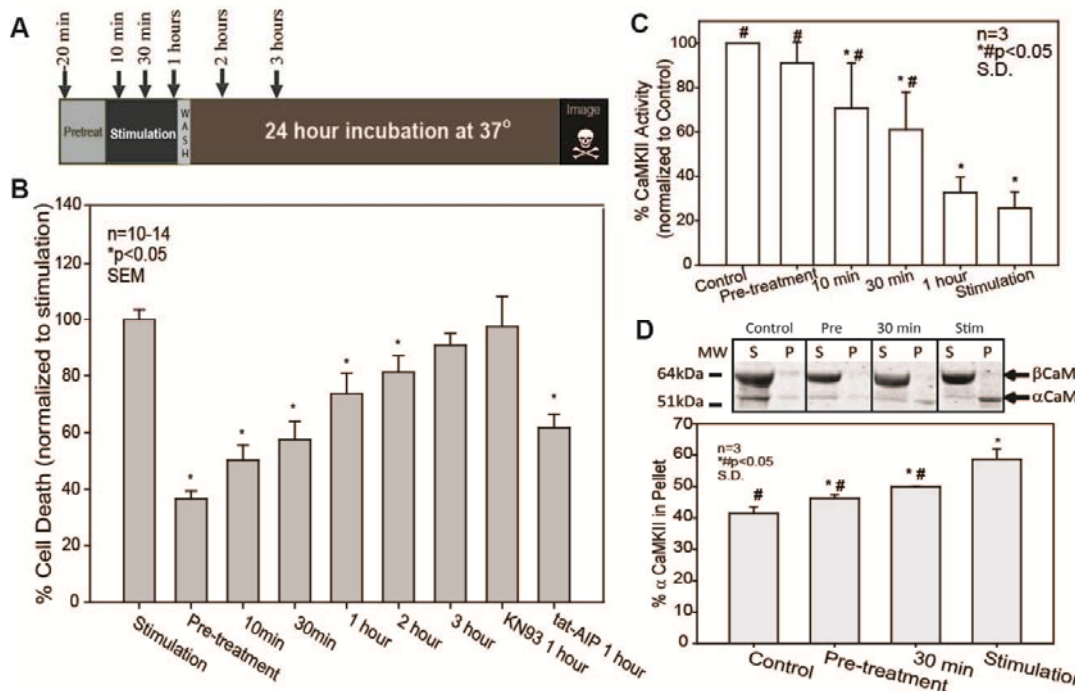 A
20 min
10 min
30 min
1 hours
2 hours
3 hours
Pretreat
Stimulation
WASH
24 hour incubation at 37°
Image
B
% Cell Death (normalized to stimulation)
140
120
100
80
60
40
20
0
n=10-14
*p<0.05
SEM
*
*
*
*
*
*
Stimulation
Pre-treatment
10min
30min
1 hour
2 hour
3 hour
KN93 1 hour
tat-AIP 1 hour
C
% CaMKII Activity
(normalized to Control)
100
80
60
40
20
0
n=3
*#p<0.05
S.D.
#
#
*#
*#
*
*
Control
Pre-treatment
10 min
30 min
1 hour
Stimulation
D
Control
Pre
30 min
Stim
MW
S
P
S
P
S
P
S
P
64kDa
βCaM
51kDa
αCaM
% α CaMKII in Pellet
70
60
50
40
30
20
10
0
n=3
*#p<0.05
S.D.
#
*#
*#
*
Control
Pre-treatment
30 min
Stimulation